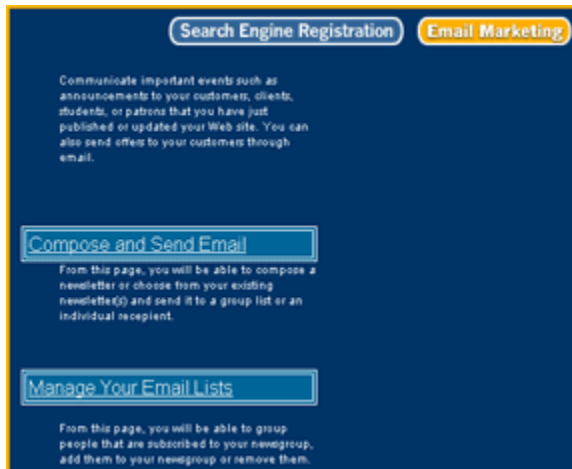 Search Engine Registration Email Marketing
Communicate important events such as
announcements to your customers, clients,
students, or patrons that you have just
published or updated your Web site. You can
also send offers to your customers through
email.
Compose and Send Email
From this page, you will be able to compose a
newsletter or choose from your existing
newsletter(s) and send it to a group list or an
individual recepient.
Manage Your Email Lists
From this page, you will be able to group
people that are subscribed to your newsgroup,
add them to your newsgroup or remove them.